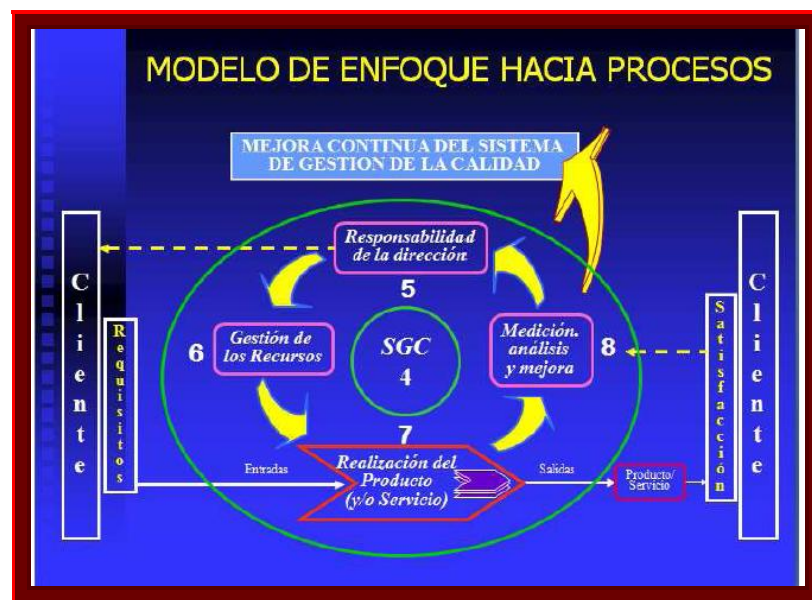 MODELO DE ENFOQUE HACIA PROCESOS
MEJORA CONTINUA DEL SISTEMA
DE GESTION DE LA CALIDAD
Cliente
Requisitos
Responsabilidad
de la dirección
5
6
Gestión de
los Recursos
SGC
4
Medición.
análisis
y mejora
8
7
Entradas
Realización del
Producto
(y/o Servicio)
Salidas
Producto/
Servicio
Satisfacción
Cliente